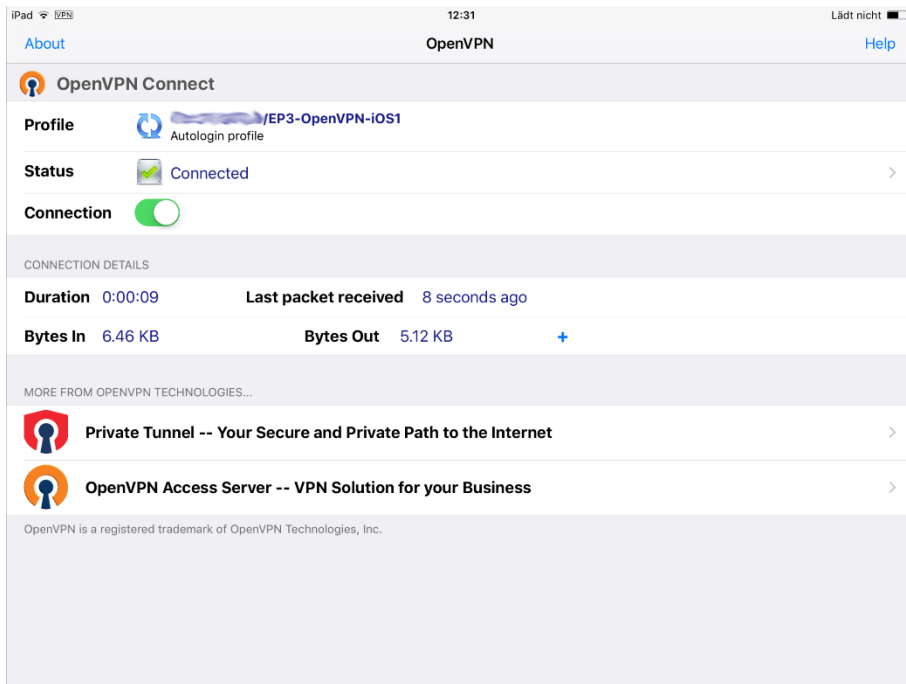 iPad VPN 12:31 Lädt nicht
About OpenVPN Help
OpenVPN Connect
Profile /EP3-OpenVPN-iOS1
Autologin profile
Status Connected
Connection
CONNECTION DETAILS
Duration 0:00:09 Last packet received 8 seconds ago
Bytes In 6.46 KB Bytes Out 5.12 KB +
MORE FROM OPENVPN TECHNOLOGIES...
Private Tunnel -- Your Secure and Private Path to the Internet
OpenVPN Access Server -- VPN Solution for your Business
OpenVPN is a registered trademark of OpenVPN Technologies, Inc.